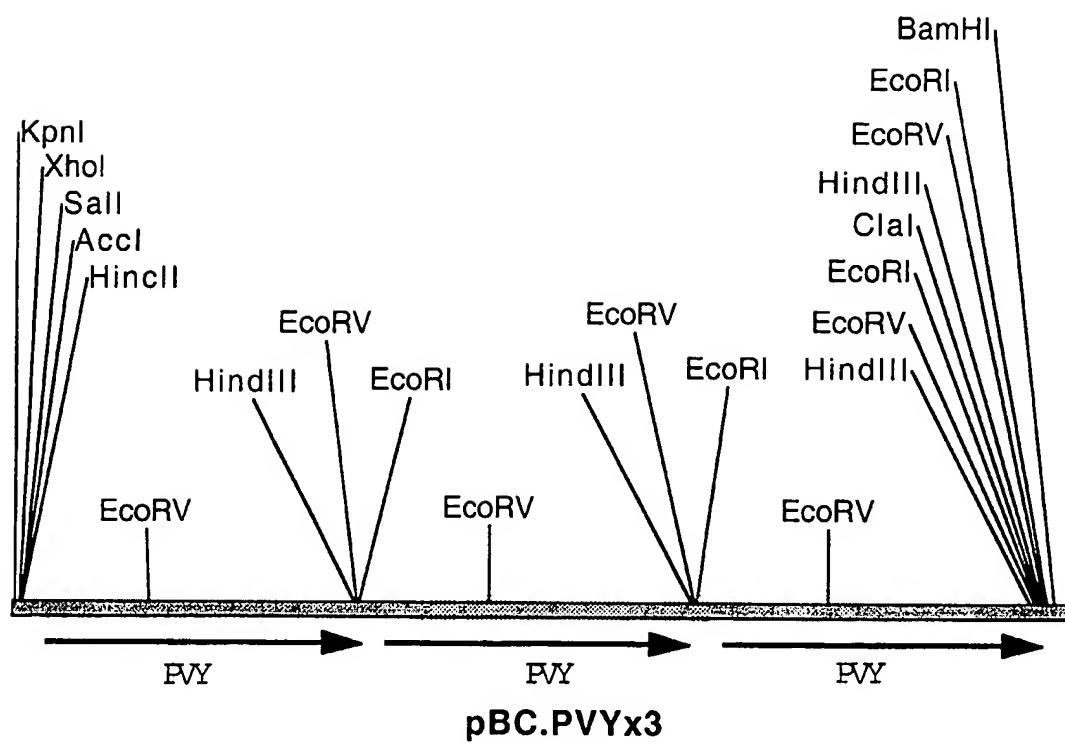 BamHI
EcoRI
EcoRV
HindIII
ClaI
EcoRI
EcoRV
HindIII
KpnI
XhoI
SalI
AccI
HincII
EcoRV
HindIII
EcoRI
EcoRV
HindIII
EcoRI
EcoRV
EcoRV
EcoRV
PVY
PVY
PVY
pBC.PVYx3